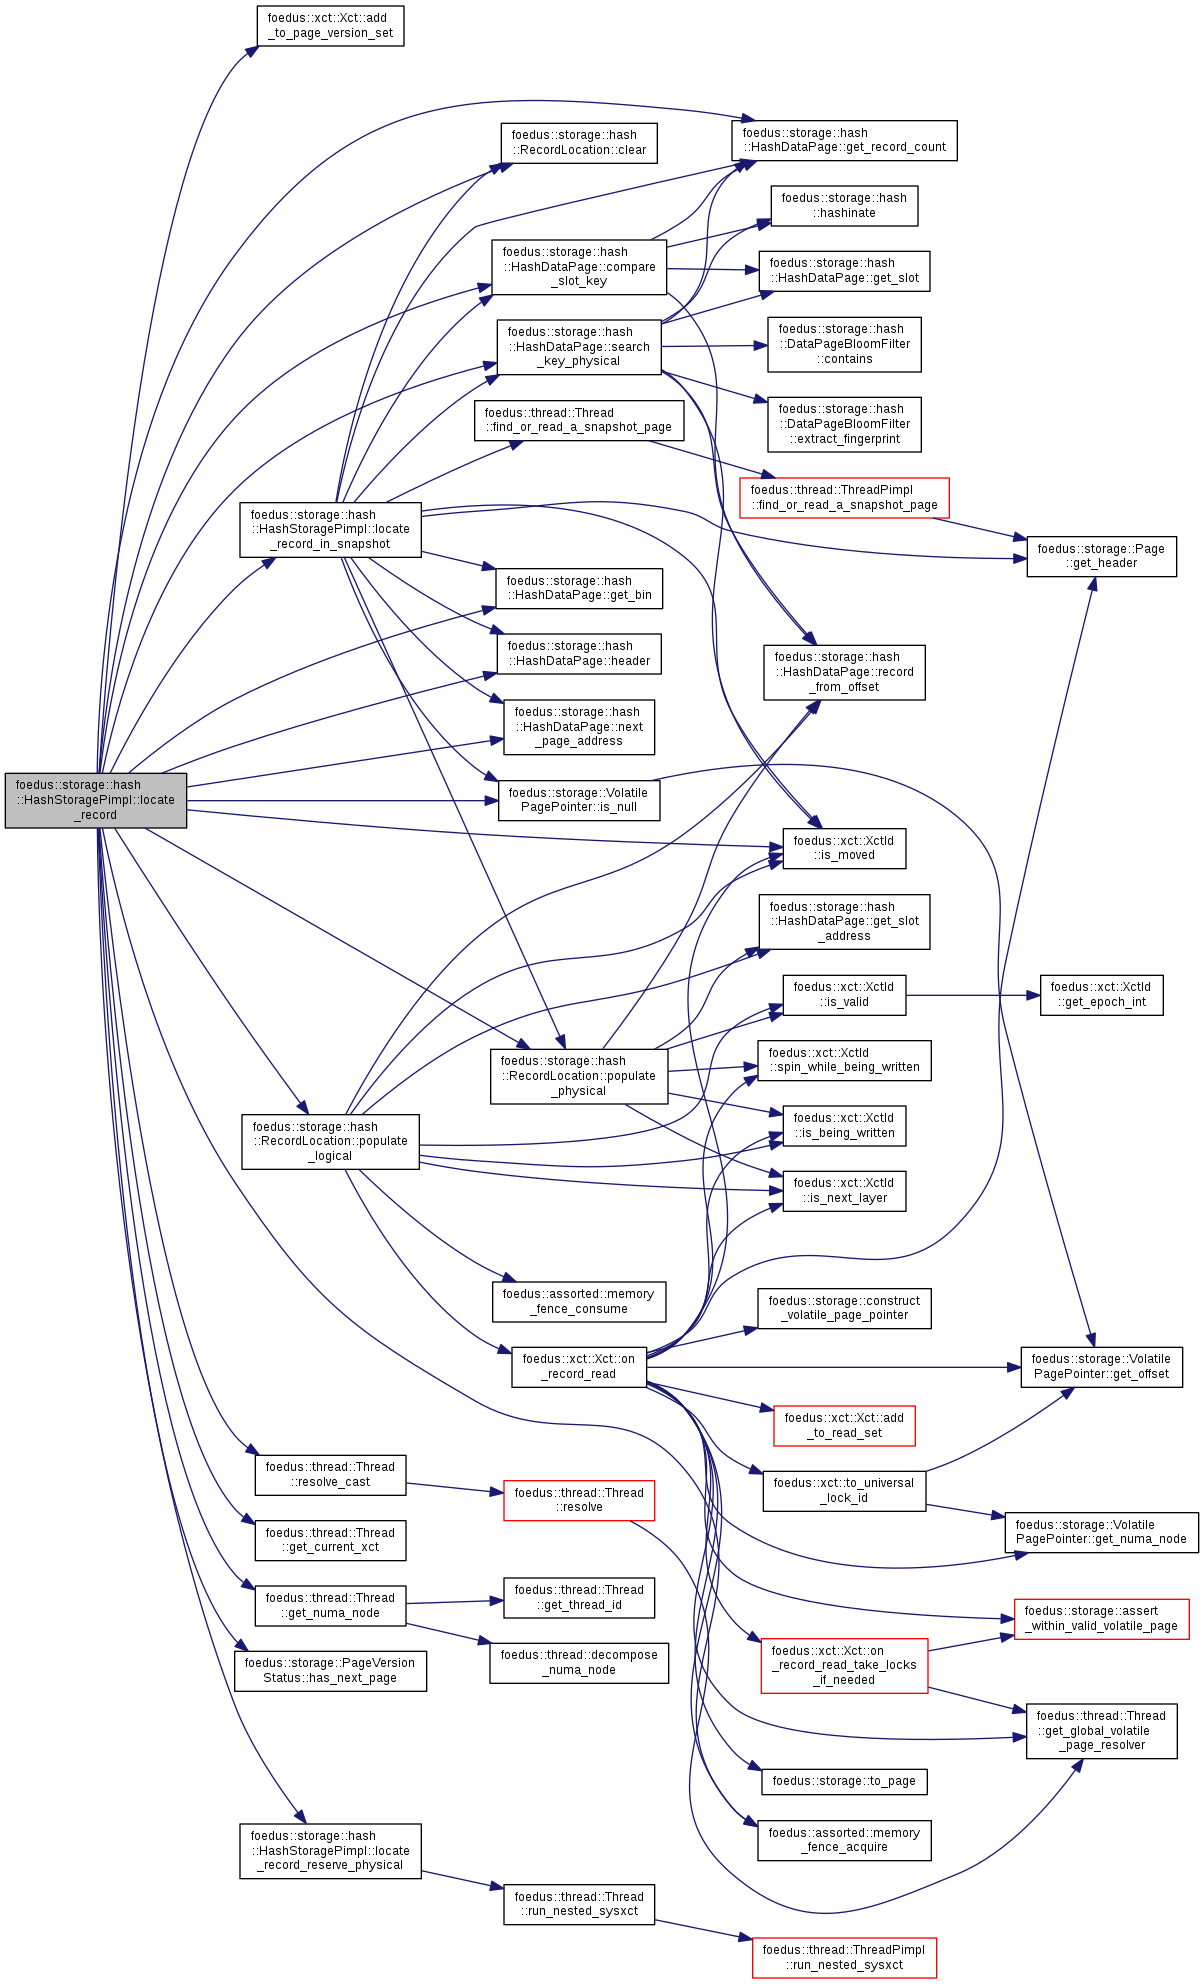 foedus::xct::Xct::add
_to_page_version_set
foedus::storage::hash
::RecordLocation::clear
foedus::storage::hash
::HashDataPage::get_record_count
foedus::storage::hash
::hashinate
foedus::storage::hash
::HashDataPage::compare
_slot_key
foedus::storage::hash
::HashDataPage::get_slot
foedus::storage::hash
::HashDataPage::search
_key_physical
foedus::storage::hash
::DataPageBloomFilter
::contains
foedus::thread::Thread
::find_or_read_a_snapshot_page
foedus::storage::hash
::DataPageBloomFilter
::extract_fingerprint
foedus::thread::ThreadPimpl
::find_or_read_a_snapshot_page
foedus::storage::hash
::HashStoragePimpl::locate
_record_in_snapshot
foedus::storage::Page
::get_header
foedus::storage::hash
::HashDataPage::get_bin
foedus::storage::hash
::HashDataPage::header
foedus::storage::hash
::HashDataPage::record
_from_offset
foedus::storage::hash
::HashDataPage::next
_page_address
foedus::storage::hash
::HashStoragePimpl::locate
_record
foedus::storage::Volatile
PagePointer::is_null
foedus::xct::XctId
::is_moved
foedus::storage::hash
::HashDataPage::get_slot
_address
foedus::xct::XctId
::is_valid
foedus::xct::XctId
::get_epoch_int
foedus::storage::hash
::RecordLocation::populate
_physical
foedus::xct::XctId
::spin_while_being_written
foedus::storage::hash
::RecordLocation::populate
_logical
foedus::xct::XctId
::is_being_written
foedus::xct::XctId
::is_next_layer
foedus::assorted::memory
_fence_consume
foedus::storage::construct
_volatile_page_pointer
foedus::xct::Xct::on
_record_read
foedus::storage::Volatile
PagePointer::get_offset
foedus::xct::Xct::add
_to_read_set
foedus::thread::Thread
::resolve_cast
foedus::thread::Thread
::resolve
foedus::xct::to_universal
_lock_id
foedus::storage::Volatile
PagePointer::get_numa_node
foedus::thread::Thread
::get_current_xct
foedus::thread::Thread
::get_numa_node
foedus::thread::Thread
::get_thread_id
foedus::storage::assert
_within_valid_volatile_page
foedus::storage::PageVersion
Status::has_next_page
foedus::thread::decompose
_numa_node
foedus::xct::Xct::on
_record_read_take_locks
_if_needed
foedus::thread::Thread
::get_global_volatile
_page_resolver
foedus::storage::to_page
foedus::assorted::memory
_fence_acquire
foedus::storage::hash
::HashStoragePimpl::locate
_record_reserve_physical
foedus::thread::Thread
::run_nested_sysxct
foedus::thread::ThreadPimpl
::run_nested_sysxct